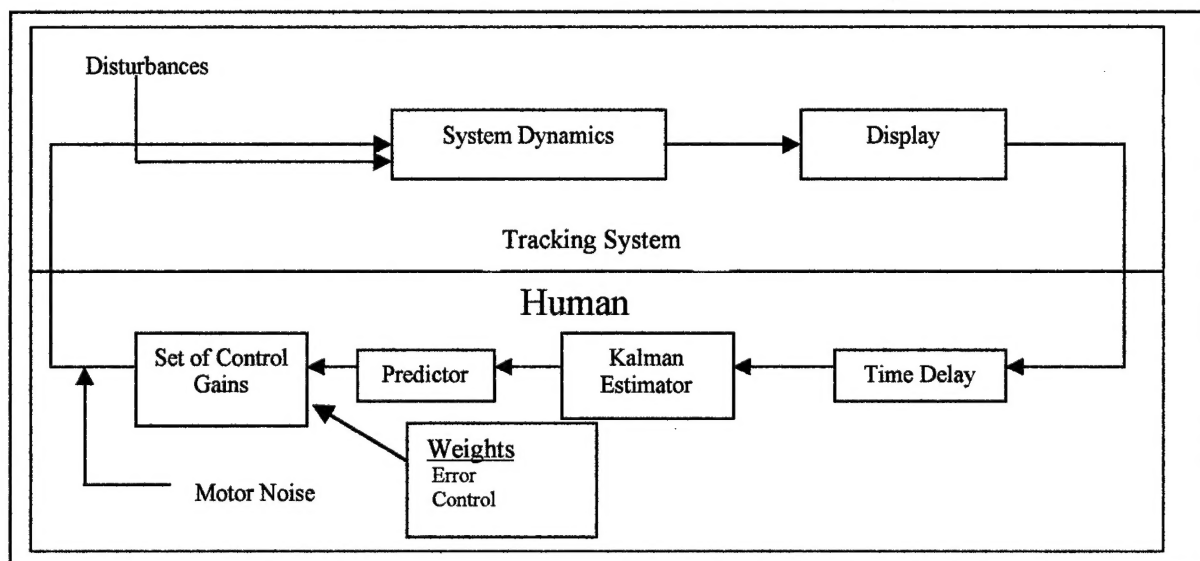 Disturbances
System Dynamics
Display
Tracking System
Human
Set of Control
Gains
Predictor
Kalman
Estimator
Time Delay
Weights
Error
Control
Motor Noise